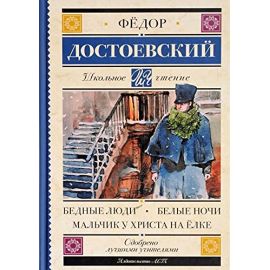 ФЁДОР
ДОСТОЕВСКИЙ
Школьное чтение
БЕДНЫЕ ЛЮДИ • БЕЛЫЕ НОЧИ
МАЛЬЧИК У ХРИСТА НА ЁЛКЕ
Одобрено
лучшими учителями
Издательство АСТ